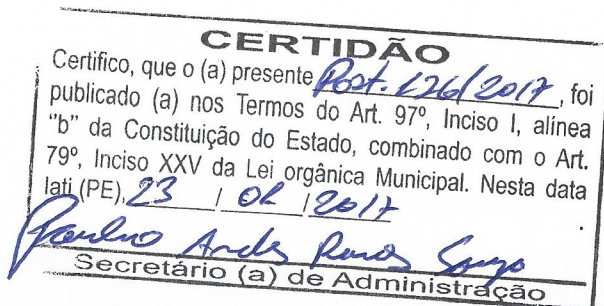 CERTIDÃO
Certifico, que o (a) presente Port. 126/2017, foi
publicado (a) nos Termos do Art. 97º, Inciso I, alínea
"b" da Constituição do Estado, combinado com o Art.
79º, Inciso XXV da Lei orgânica Municipal. Nesta data
Iati (PE), 23 / 02 / 2017 .
Secretário (a) de Administração